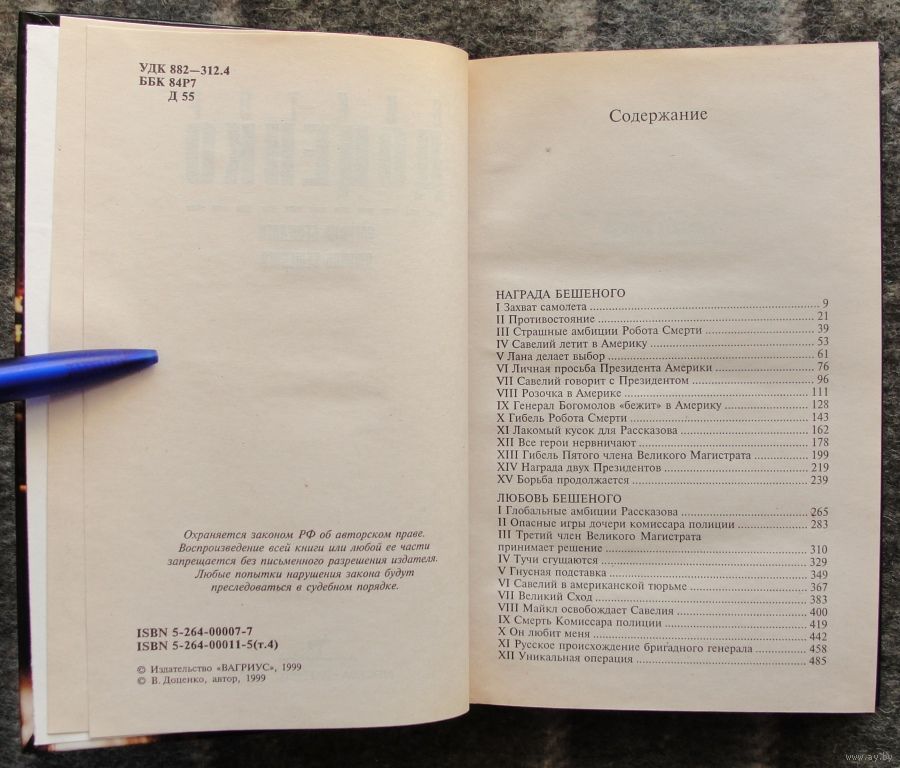 УДК 882—312.4
ББК 84Р7
Д 55
Охраняется законом РФ об авторском праве.
Воспроизведение всей книги или любой ее части
запрещается без письменного разрешения издателя.
Любые попытки нарушения закона будут
преследоваться в судебном порядке.
ISBN 5-264-00007-7
ISBN 5-264-00011-5(т.4)
© Издательство «ВАГРИУС», 1999
© В. Доценко, автор, 1999
Содержание
НАГРАДА БЕШЕНОГО
I Захват самолета 9
II Противостояние 21
III Страшные амбиции Робота Смерти 39
IV Савелий летит в Америку 53
V Лана делает выбор 61
VI Личная просьба Президента Америки 76
VII Савелий говорит с Президентом 96
VIII Розочка в Америке 111
IX Генерал Богомолов «бежит» в Америку 128
X Гибель Робота Смерти 143
XI Лакомый кусок для Рассказова 162
XII Все герои нервничают 178
XIII Гибель Пятого члена Великого Магистрата 199
XIV Награда двух Президентов 219
XV Борьба продолжается 239
ЛЮБОВЬ БЕШЕНОГО
I Глобальные амбиции Рассказова 265
II Опасные игры дочери комиссара полиции 283
III Третий член Великого Магистрата
принимает решение 310
IV Тучи сгущаются 329
V Гнусная подставка 349
VI Савелий в американской тюрьме 367
VII Великий Сход 383
VIII Майкл освобождает Савелия 400
IX Смерть Комиссара полиции 419
X Он любит меня 442
XI Русское происхождение бригадного генерала 458
XII Уникальная операция 485
www.ay.by